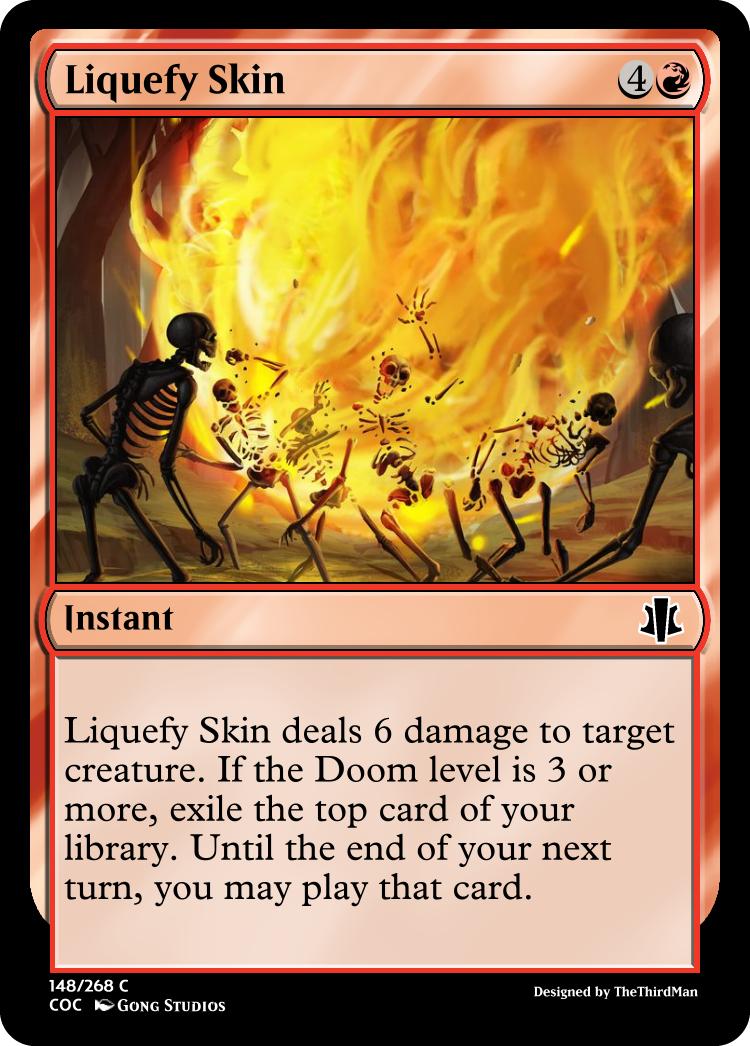 Liquefy Skin 4
Instant
Liquefy Skin deals 6 damage to target
creature. If the Doom level is 3 or
more, exile the top card of your
library. Until the end of your next
turn, you may play that card.
148/268 C
COC Gong Studios
Designed by TheThirdMan